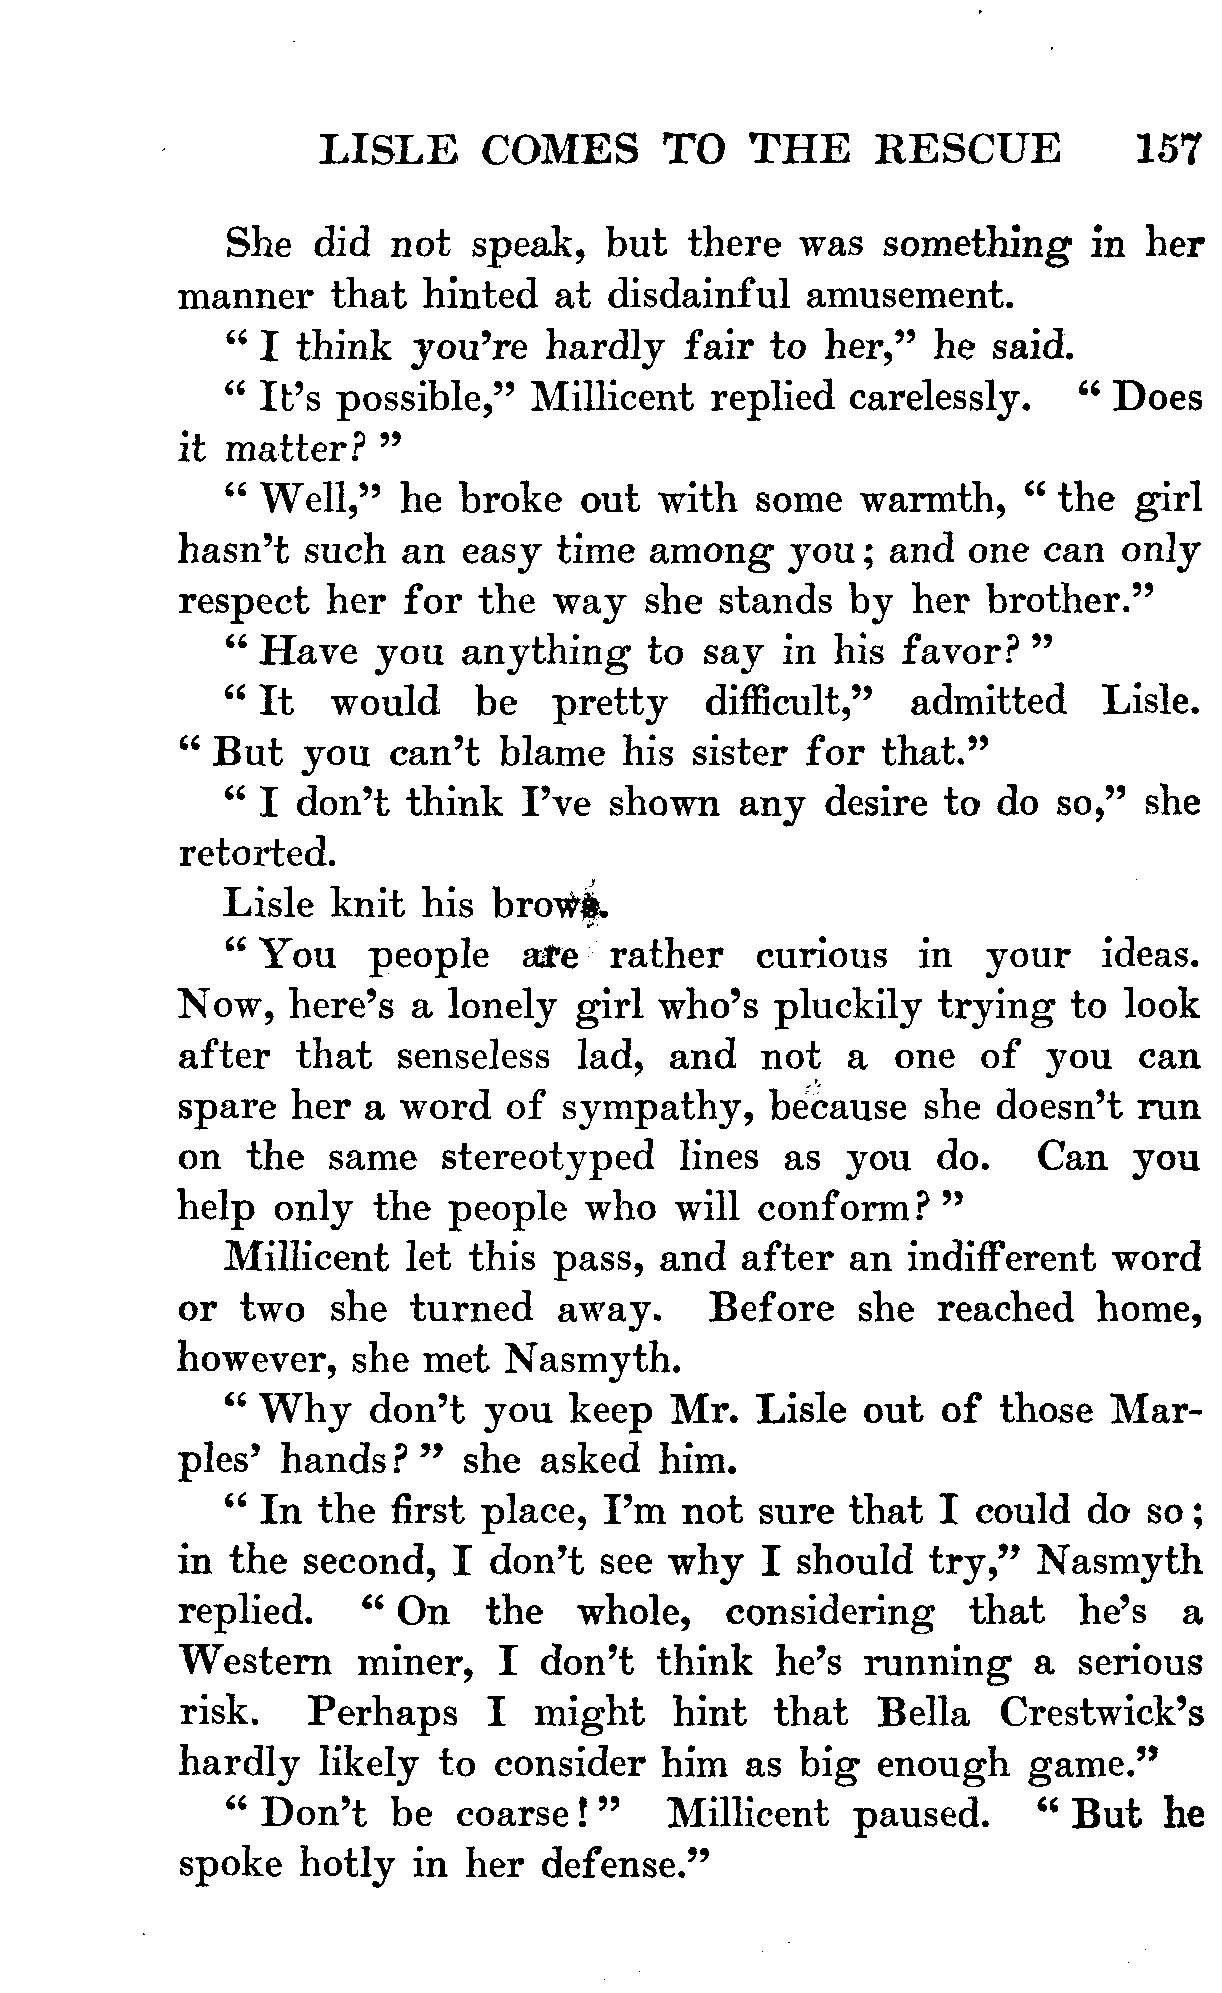 LISLE COMES TO THE RESCUE 157
She did not speak, but there was something in her
manner that hinted at disdainful amusement.
“ I think you’re hardly fair to her,” he said.
“ It’s possible,” Millicent replied carelessly. “ Does
it matter? ”
“ Well,” he broke out with some warmth, “ the girl
hasn’t such an easy time among you; and one can only
respect her for the way she stands by her brother.”
“ Have you anything to say in his favor? ”
“ It would be pretty difficult,” admitted Lisle.
“ But you can’t blame his sister for that.”
“ I don’t think I’ve shown any desire to do so,” she
retorted.
Lisle knit his brows.
“ You people are rather curious in your ideas.
Now, here’s a lonely girl who’s pluckily trying to look
after that senseless lad, and not a one of you can
spare her a word of sympathy, because she doesn’t run
on the same stereotyped lines as you do. Can you
help only the people who will conform? ”
Millicent let this pass, and after an indifferent word
or two she turned away. Before she reached home,
however, she met Nasmyth.
“ Why don’t you keep Mr. Lisle out of those Mar-
ples’ hands? ” she asked him.
“ In the first place, I’m not sure that I could do so;
in the second, I don’t see why I should try,” Nasmyth
replied. “ On the whole, considering that he’s a
Western miner, I don’t think he’s running a serious
risk. Perhaps I might hint that Bella Crestwick’s
hardly likely to consider him as big enough game.”
“ Don’t be coarse! ” Millicent paused. “ But he
spoke hotly in her defense.”